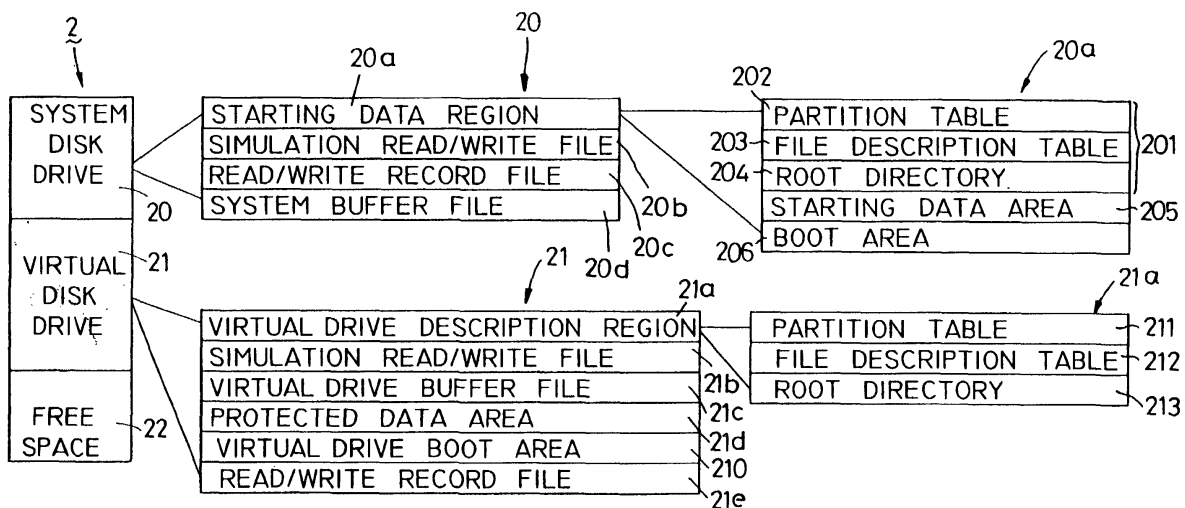 2
SYSTEM
DISK
DRIVE
20
21
VIRTUAL
DISK
DRIVE
FREE
SPACE
22
20a
20
STARTING DATA REGION
SIMULATION READ/WRITE FILE
READ/WRITE RECORD FILE
SYSTEM BUFFER FILE
20b
20c
20d
20a
202
PARTITION TABLE
203
FILE DESCRIPTION TABLE
204
ROOT DIRECTORY
201
STARTING DATA AREA
205
206
BOOT AREA
21
21a
VIRTUAL DRIVE DESCRIPTION REGION
SIMULATION READ/WRITE FILE
21b
VIRTUAL DRIVE BUFFER FILE
21c
PROTECTED DATA AREA
21d
VIRTUAL DRIVE BOOT AREA
210
READ/WRITE RECORD FILE
21e
21a
PARTITION TABLE
211
FILE DESCRIPTION TABLE
212
ROOT DIRECTORY
213